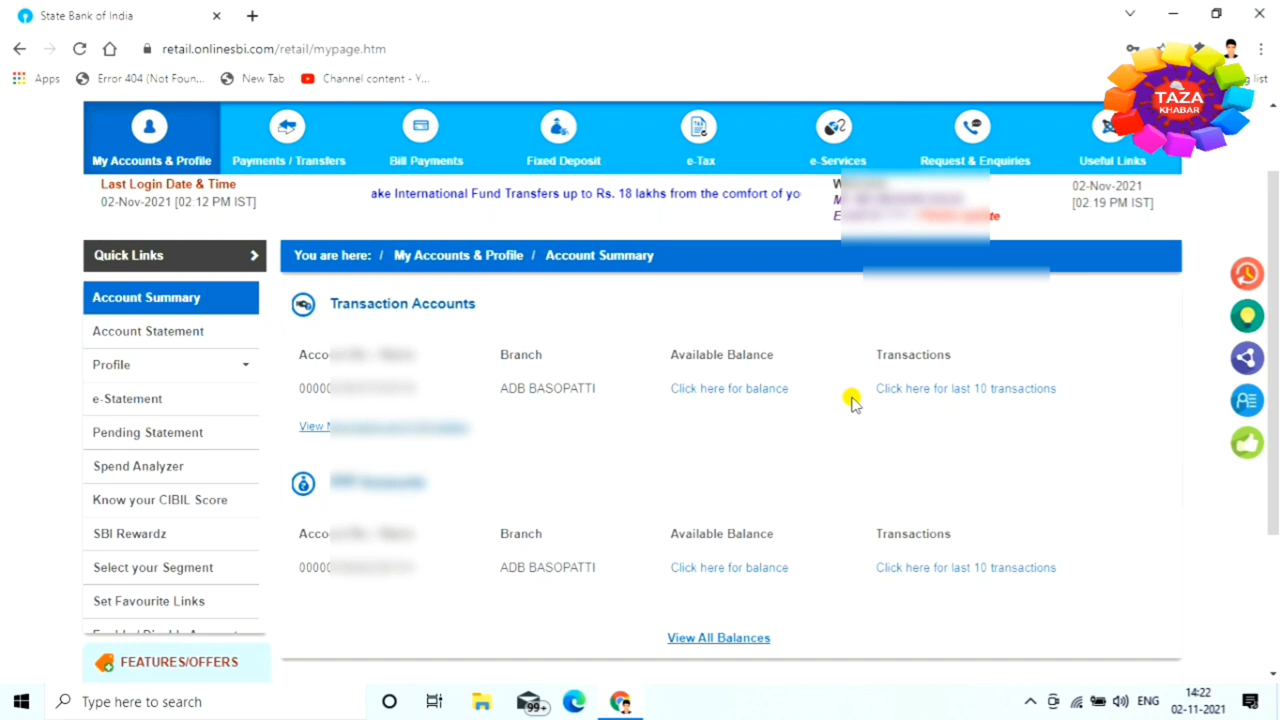 State Bank of India
retail.onlinesbi.com/retail/mypage.htm
Apps Error 404 (Not Foun... New Tab Channel content - Y... g list
TAZA
KHABAR
My Accounts & Profile Payments / Transfers Bill Payments Fixed Deposit e-Tax e-Services Request & Enquiries Useful Links
Last Login Date & Time
02-Nov-2021 [02:12 PM IST]
ake International Fund Transfers up to Rs. 18 lakhs from the comfort of yo
02-Nov-2021
[02:19 PM IST]
Quick Links
You are here: / My Accounts & Profile / Account Summary
Account Summary
Account Statement
Profile
e-Statement
Pending Statement
Spend Analyzer
Know your CIBIL Score
SBI Rewardz
Select your Segment
Set Favourite Links
FEATURES/OFFERS
Transaction Accounts
Acco Branch Available Balance Transactions
0000 ADB BASOPATTI Click here for balance Click here for last 10 transactions
View
Acco Branch Available Balance Transactions
0000 ADB BASOPATTI Click here for balance Click here for last 10 transactions
View All Balances
Type here to search
99+
ENG
14:22
02-11-2021